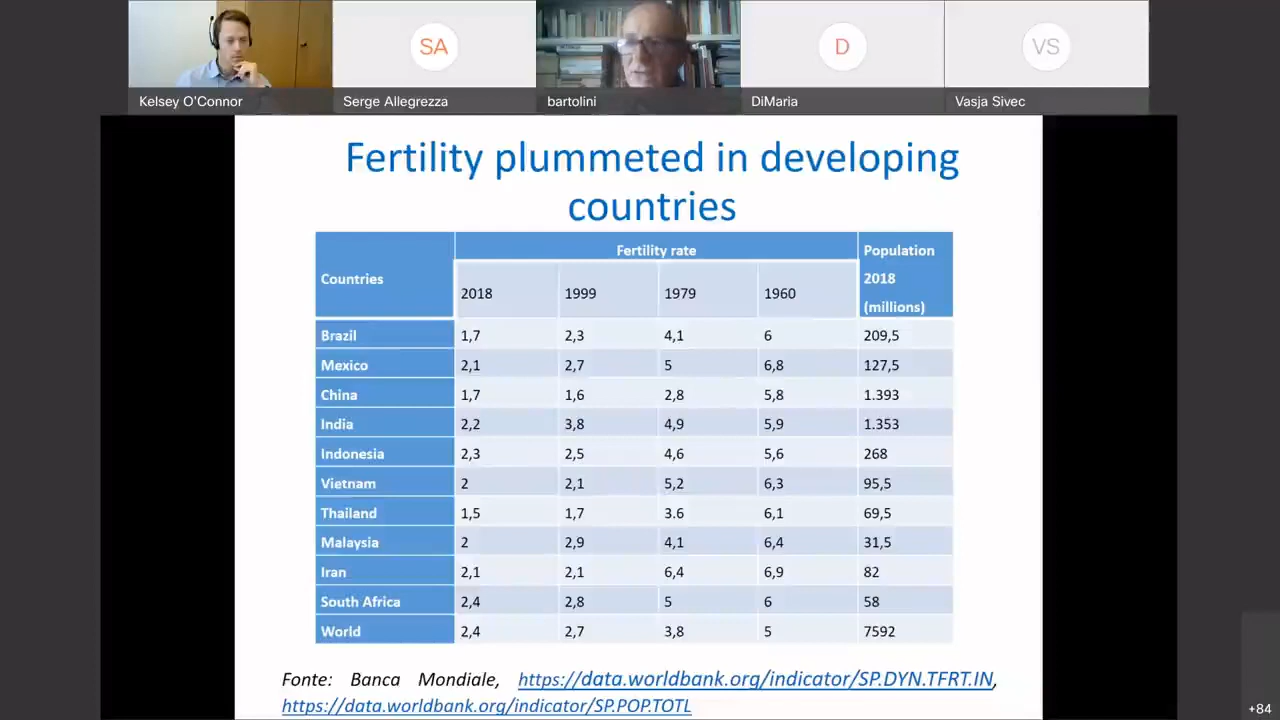 SA
D
VS
Kelsey O'Connor
Serge Allegrezza
bartolini
DiMaria
Vasja Sivec
Fertility plummeted in developing
countries
Countries
Fertility rate
Population
2018
(millions)
2018 1999 1979 1960
Brazil 1,7 2,3 4,1 6 209,5
Mexico 2,1 2,7 5 6,8 127,5
China 1,7 1,6 2,8 5,8 1.393
India 2,2 3,8 4,9 5,9 1.353
Indonesia 2,3 2,5 4,6 5,6 268
Vietnam 2 2,1 5,2 6,3 95,5
Thailand 1,5 1,7 3.6 6,1 69,5
Malaysia 2 2,9 4,1 6,4 31,5
Iran 2,1 2,1 6,4 6,9 82
South Africa 2,4 2,8 5 6 58
World 2,4 2,7 3,8 5 7592
Fonte: Banca Mondiale, https://data.worldbank.org/indicator/SP.DYN.TFRT.IN,
https://data.worldbank.org/indicator/SP.POP.TOTL
+84